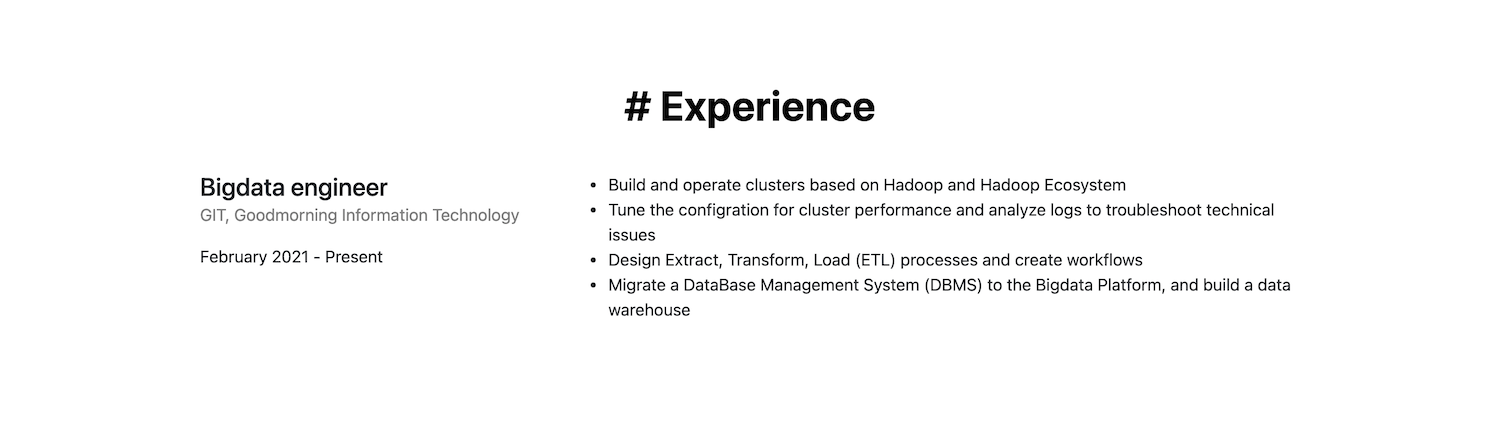 # Experience
Bigdata engineer
GIT, Goodmorning Information Technology
February 2021 - Present
• Build and operate clusters based on Hadoop and Hadoop Ecosystem
• Tune the configration for cluster performance and analyze logs to troubleshoot technical
issues
• Design Extract, Transform, Load (ETL) processes and create workflows
• Migrate a DataBase Management System (DBMS) to the Bigdata Platform, and build a data
warehouse